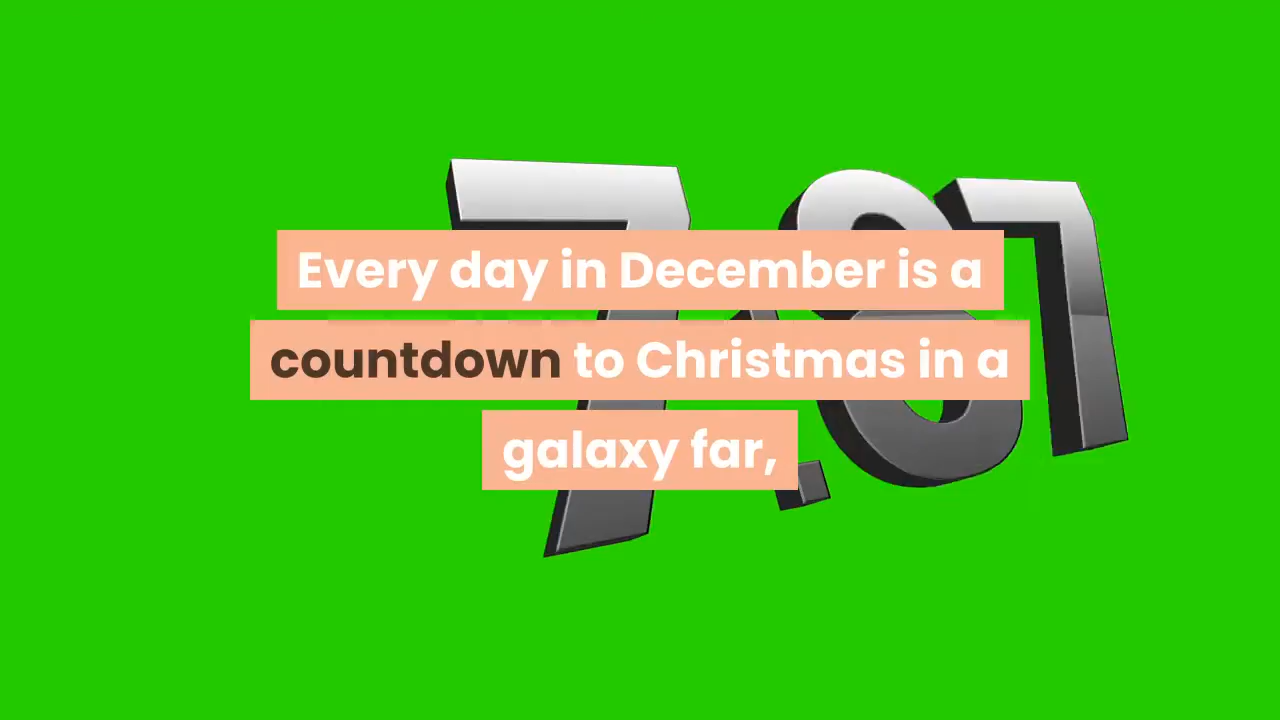 Every day in December is a
countdown to Christmas in a
galaxy far,